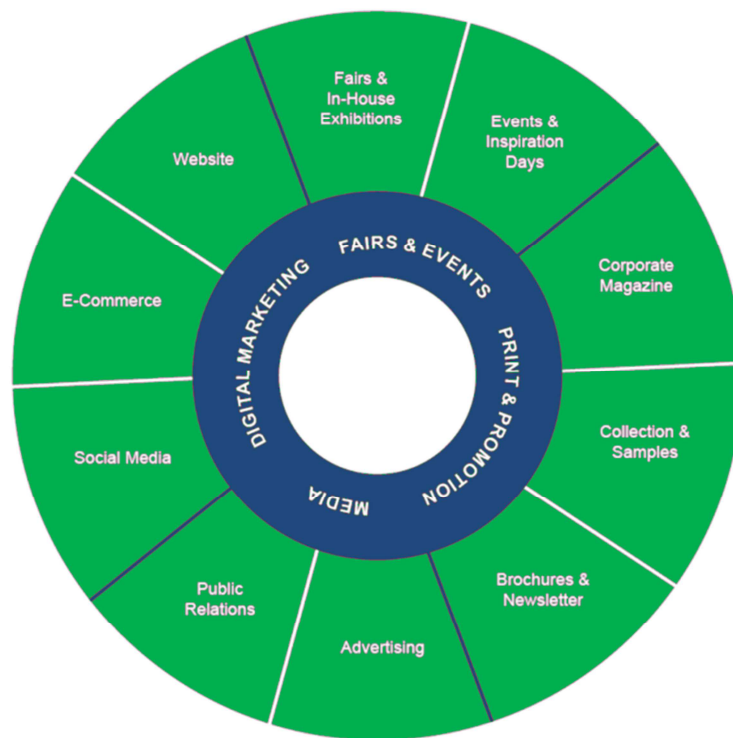 Fairs &
In-House
Exhibitions
Events &
Inspiration
Days
Corporate
Magazine
Collection &
Samples
Brochures &
Newsletter
Advertising
Public
Relations
Social Media
E-Commerce
Website
FAIRS & EVENTS
PRINT & PROMOTION
MEDIA
DIGITAL MARKETING